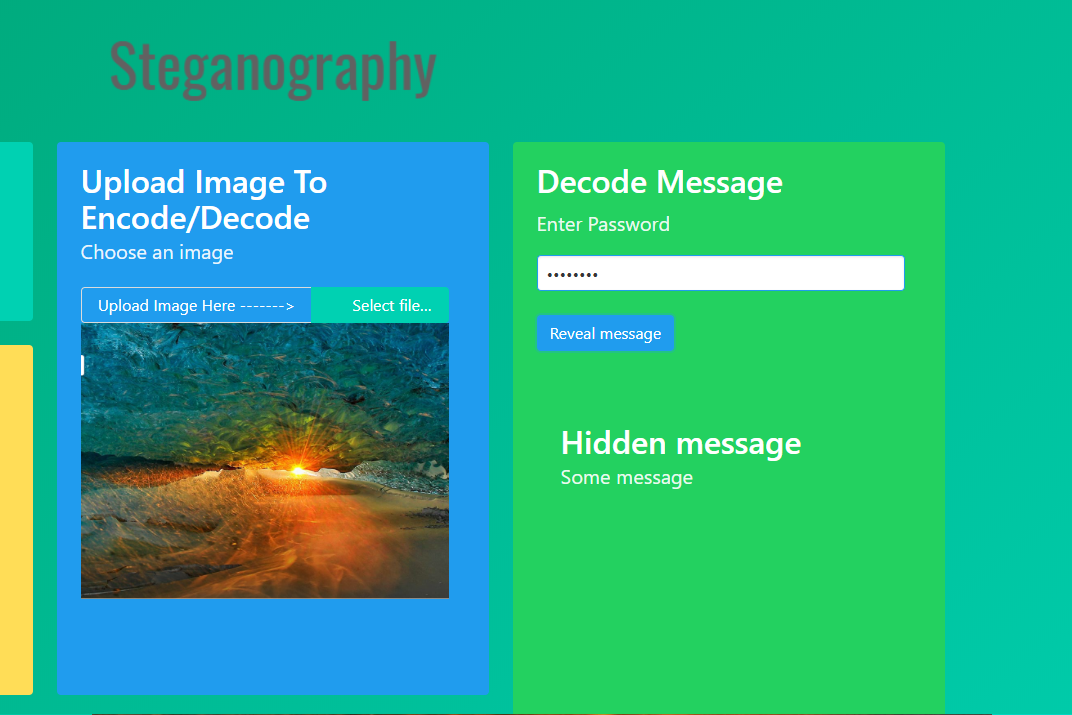 Steganography
Upload Image To
Encode/Decode
Choose an image
Upload Image Here ------->
Select file...
Decode Message
Enter Password
••••••••
Reveal message
Hidden message
Some message